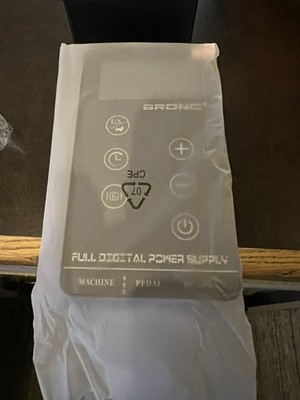 BRONC
07
CPE
FULL DIGITAL POWER SUPPLY
MACHINE PEDAL